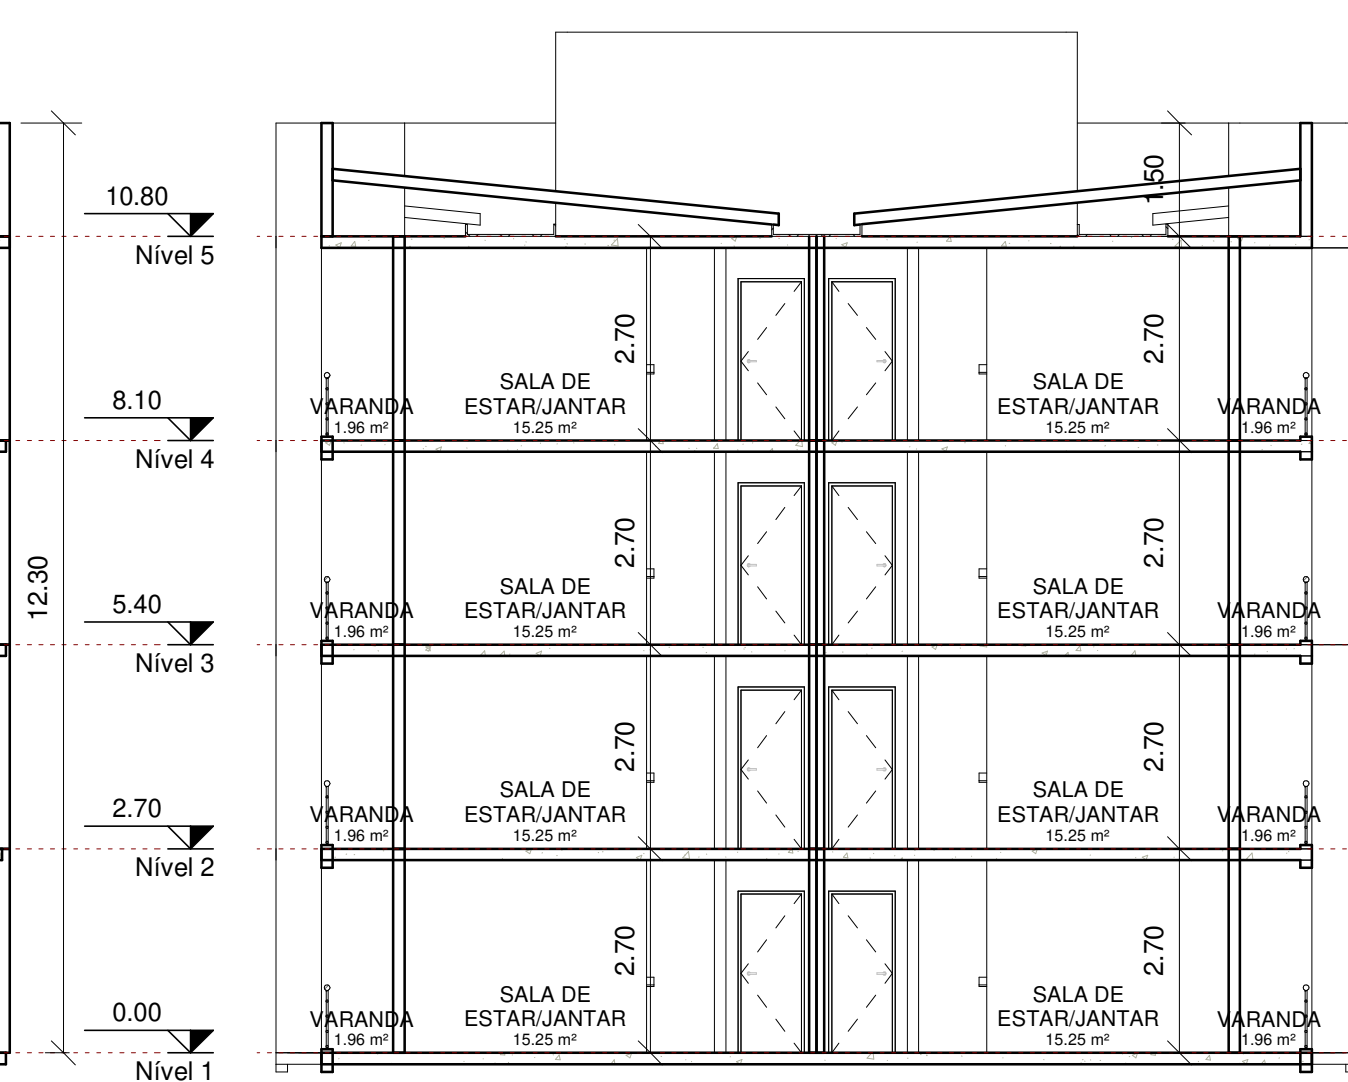 1.50
10.80
Nível 5
2.70
2.70
SALA DE
ESTAR/JANTAR
15.25 m²
SALA DE
ESTAR/JANTAR
15.25 m²
8.10
VARANDA
1.96 m²
VARANDA
1.96 m²
Nível 4
2.70
2.70
12.30
5.40
SALA DE
ESTAR/JANTAR
15.25 m²
SALA DE
ESTAR/JANTAR
15.25 m²
VARANDA
1.96 m²
VARANDA
1.96 m²
Nível 3
2.70
2.70
2.70
SALA DE
ESTAR/JANTAR
15.25 m²
SALA DE
ESTAR/JANTAR
15.25 m²
VARANDA
1.96 m²
VARANDA
1.96 m²
Nível 2
2.70
2.70
0.00
SALA DE
ESTAR/JANTAR
15.25 m²
SALA DE
ESTAR/JANTAR
15.25 m²
VARANDA
1.96 m²
VARANDA
1.96 m²
Nível 1